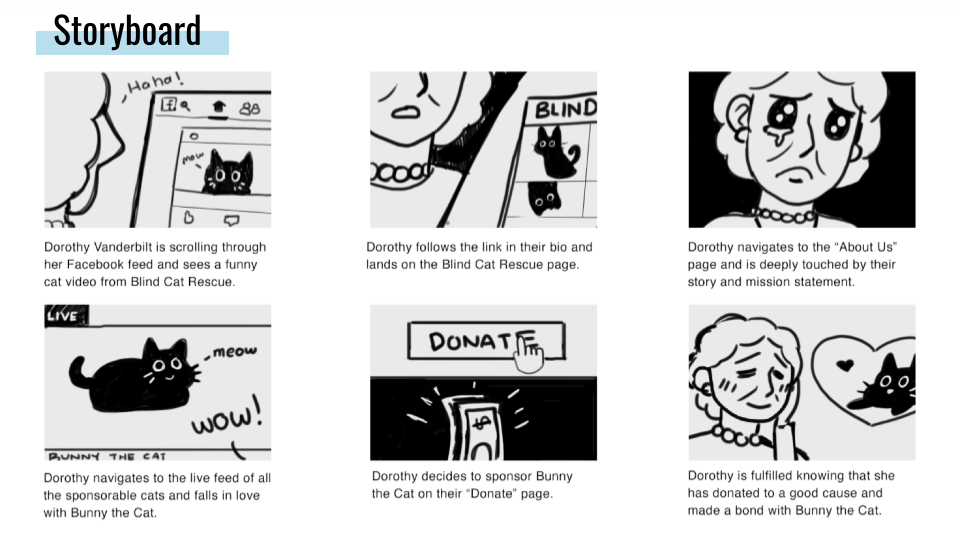 Storyboard
Haha!
f
mow
Dorothy Vanderbilt is scrolling through
her Facebook feed and sees a funny
cat video from Blind Cat Rescue.
BLIND
Dorothy follows the link in their bio and
lands on the Blind Cat Rescue page.
Dorothy navigates to the “About Us”
page and is deeply touched by their
story and mission statement.
LIVE
meow
WOW!
BUNNY THE CAT
Dorothy navigates to the live feed of all
the sponsorable cats and falls in love
with Bunny the Cat.
DONATE
$
Dorothy decides to sponsor Bunny
the Cat on their “Donate” page.
Dorothy is fulfilled knowing that she
has donated to a good cause and
made a bond with Bunny the Cat.